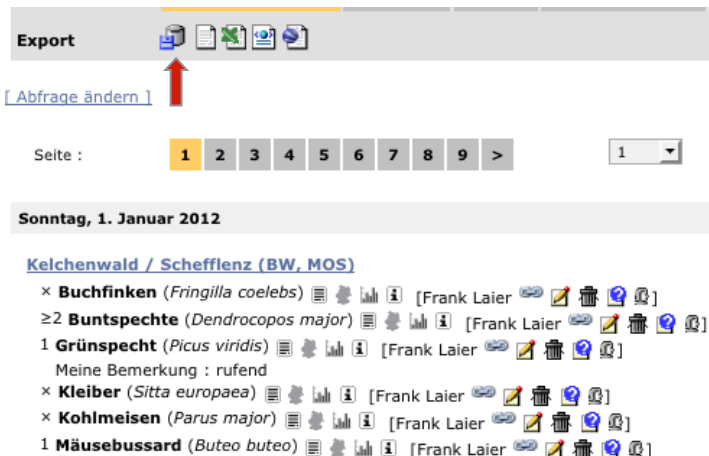 Export
[ Abfrage ändern ]
Seite : 1 2 3 4 5 6 7 8 9 > 1
Sonntag, 1. Januar 2012
Kelchenwald / Schefflenz (BW, MOS)
× Buchfinken (Fringilla coelebs) [Frank Laier ]
≥2 Buntspechte (Dendrocopos major) [Frank Laier ]
1 Grünspecht (Picus viridis) [Frank Laier ]
Meine Bemerkung : rufend
× Kleiber (Sitta europaea) [Frank Laier ]
× Kohlmeisen (Parus major) [Frank Laier ]
1 Mäusebussard (Buteo buteo) [Frank Laier ]